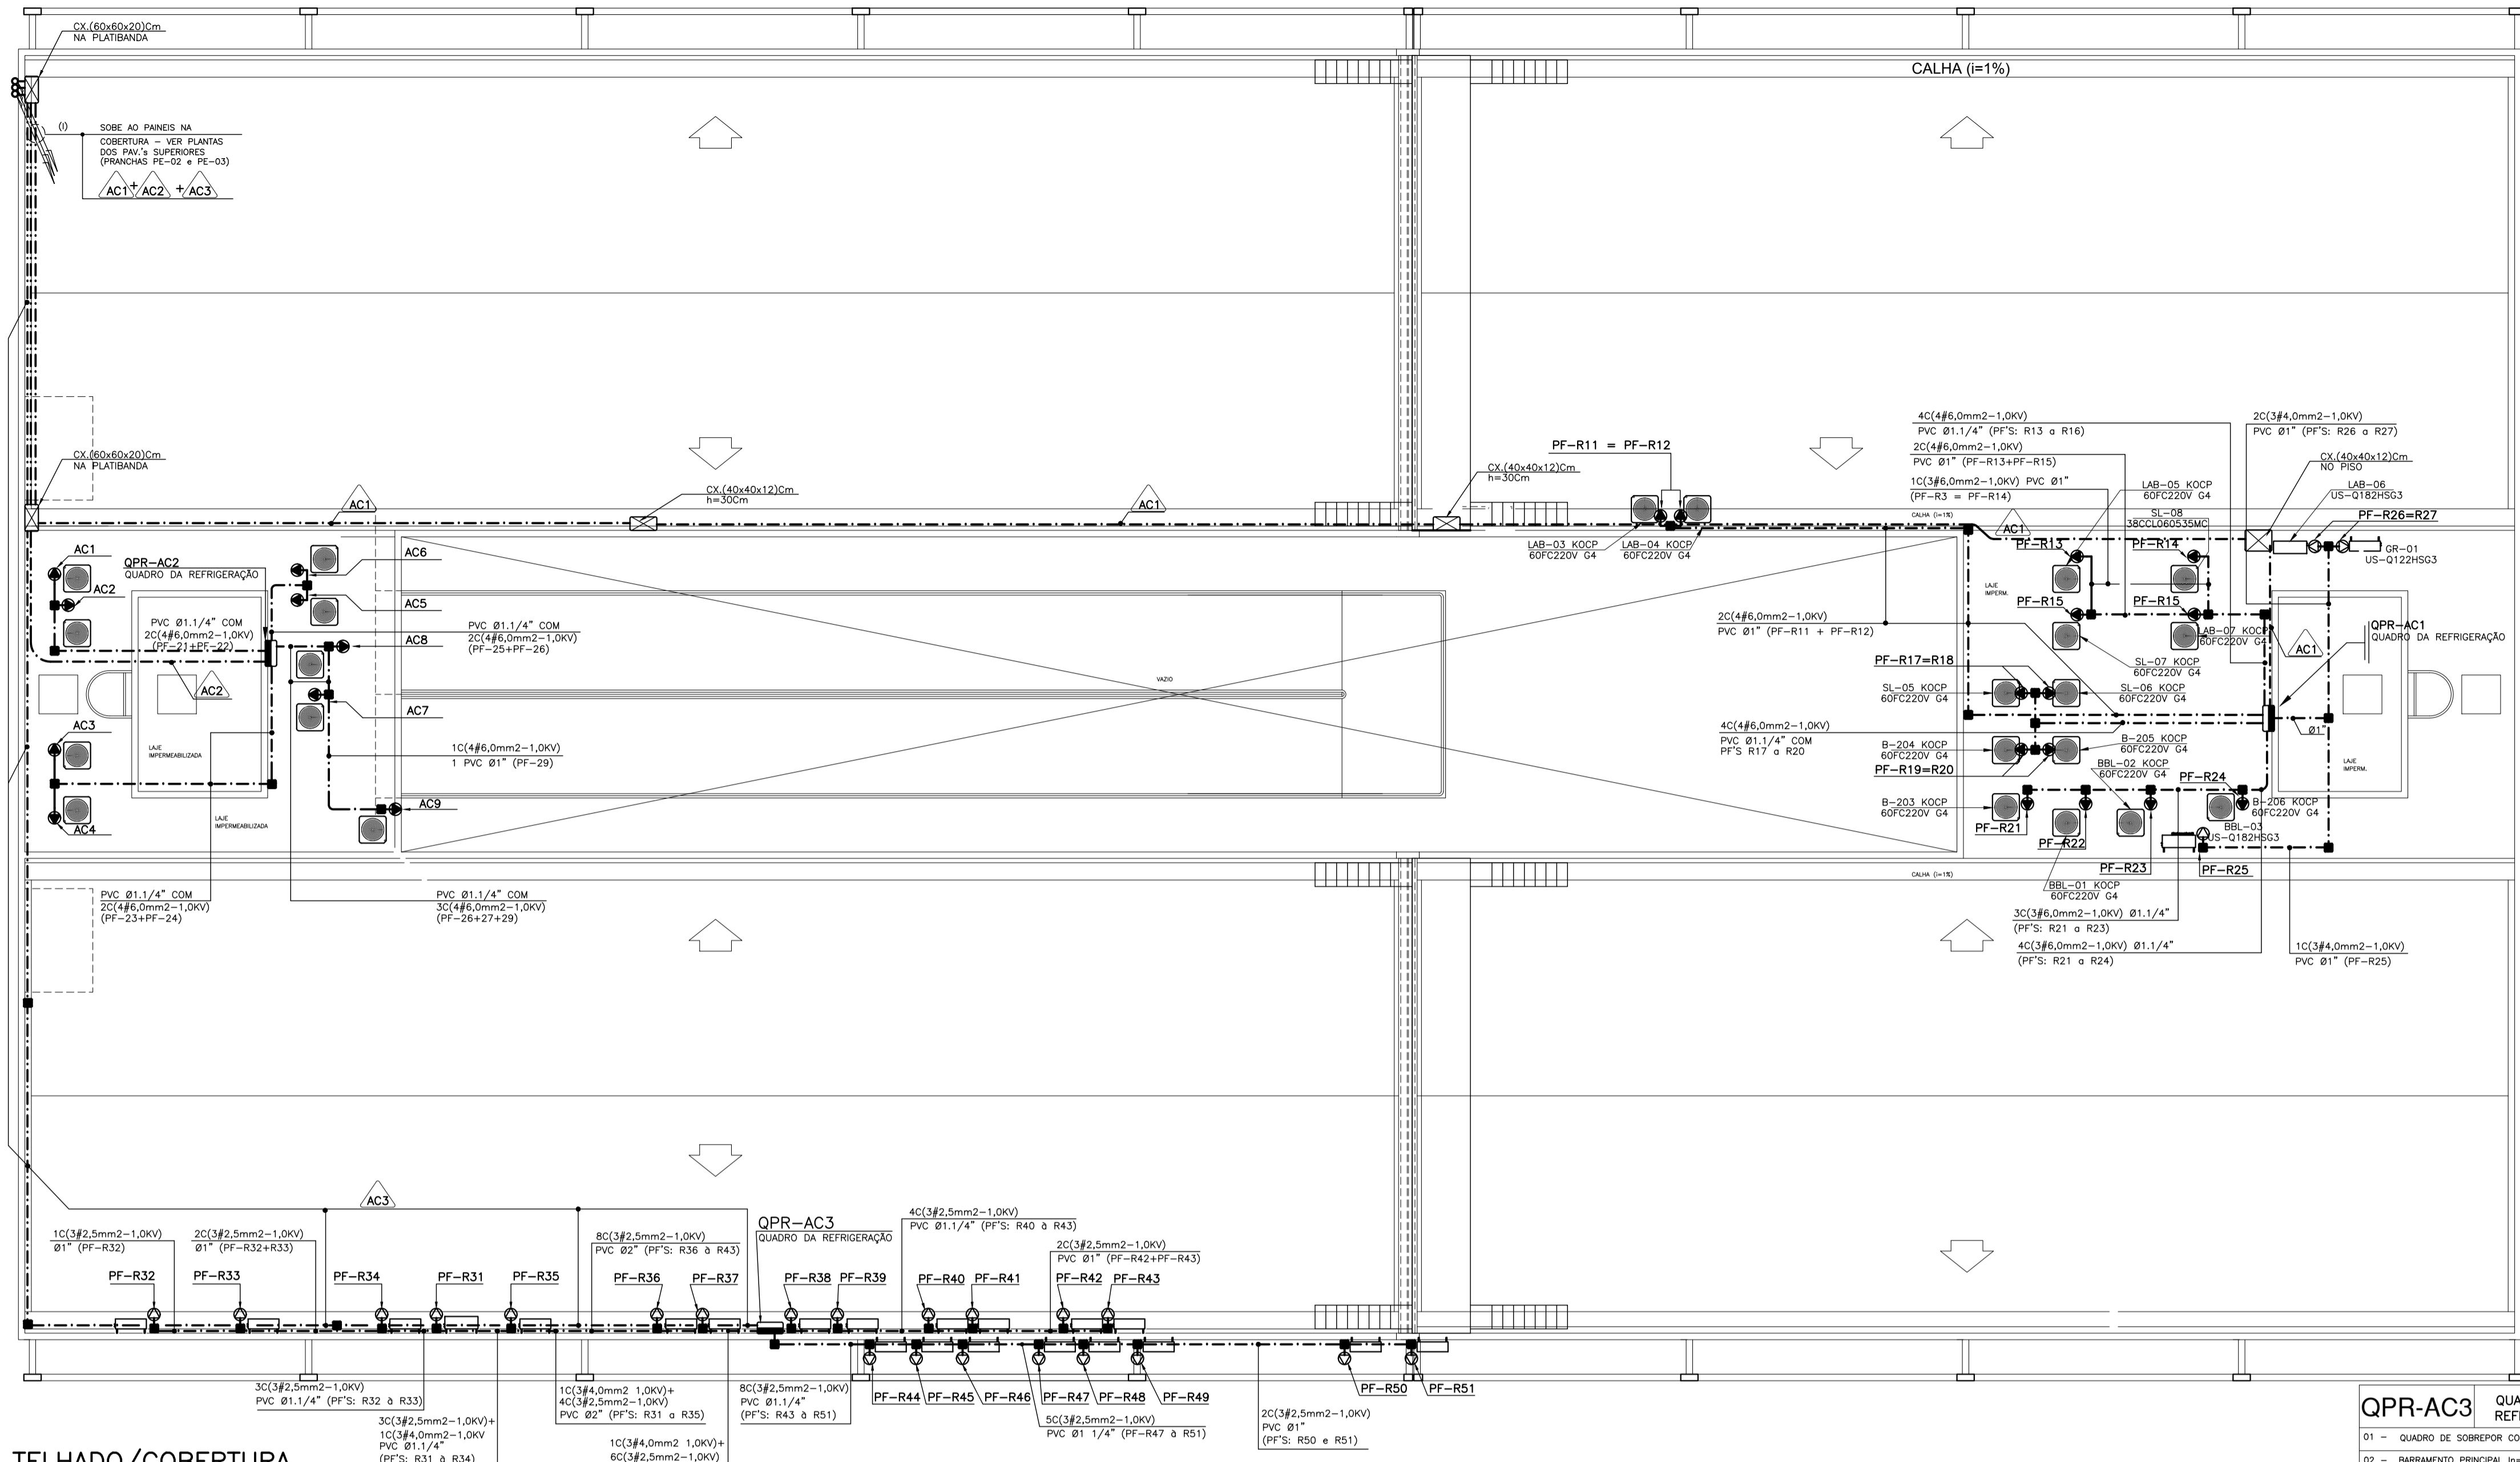 CX.(60x60x20)Cm
NA PLATIBANDA
CALHA (i=1%)
(I)
SOBE AO PAINEIS NA
COBERTURA – VER PLANTAS
DOS PAV.'s SUPERIORES
(PRANCHAS PE–02 e PE–03)
AC1 + AC2 + AC3
CX.(60x60x20)Cm
NA PLATIBANDA
AC1
CX.(40x40x12)Cm
h=30Cm
AC1
CX.(40x40x12)Cm
h=30Cm
PF–R11 = PF–R12
LAB–03 KOCP
60FC220V G4
LAB–04 KOCP
60FC220V G4
4C(4#6,0mm2–1,0KV)
PVC Ø1.1/4" (PF'S: R13 a R16)
2C(4#6,0mm2–1,0KV)
PVC Ø1" (PF–R13+PF–R15)
1C(3#6,0mm2–1,0KV) PVC Ø1"
(PF–R3 = PF–R14)
2C(3#4,0mm2–1,0KV)
PVC Ø1" (PF'S: R26 a R27)
CX.(40x40x12)Cm
NO PISO
LAB–05 KOCP
60FC220V G4
LAB–06
US–Q182HSG3
SL–08
38CCL060535MC
PF–R26=R27
GR–01
US–Q122HSG3
CALHA (i=1%)
AC1
PF–R13
PF–R14
LAJE
IMPERM.
PF–R15
PF–R15
LAB–07 KOCP
60FC220V G4
SL–07 KOCP
60FC220V G4
AC1
QPR–AC1
QUADRO DA REFRIGERAÇÃO
AC1
AC2
QPR–AC2
QUADRO DA REFRIGERAÇÃO
AC6
AC5
PVC Ø1.1/4" COM
2C(4#6,0mm2–1,0KV)
(PF–21+PF–22)
AC2
PVC Ø1.1/4" COM
2C(4#6,0mm2–1,0KV)
(PF–25+PF–26)
AC8
AC7
AC3
LAJE
IMPERMEABILIZADA
1C(4#6,0mm2–1,0KV)
1 PVC Ø1" (PF–29)
AC9
AC4
LAJE
IMPERMEABILIZADA
VAZIO
2C(4#6,0mm2–1,0KV)
PVC Ø1" (PF–R11 + PF–R12)
PF–R17=R18
SL–05 KOCP
60FC220V G4
SL–06 KOCP
60FC220V G4
4C(4#6,0mm2–1,0KV)
PVC Ø1.1/4" COM
PF'S R17 a R20
B–204 KOCP
60FC220V G4
B–205 KOCP
60FC220V G4
PF–R19=R20
BBL–02 KOCP
60FC220V G4
PF–R24
Ø1"
LAJE
IMPERM.
B–203 KOCP
60FC220V G4
B–206 KOCP
60FC220V G4
PF–R21
PF–R22
BBL–03
US–Q182HSG3
PF–R23
PF–R25
CALHA (i=1%)
BBL–01 KOCP
60FC220V G4
3C(3#6,0mm2–1,0KV) Ø1.1/4"
(PF'S: R21 a R23)
4C(3#6,0mm2–1,0KV) Ø1.1/4"
(PF'S: R21 a R24)
1C(3#4,0mm2–1,0KV)
PVC Ø1" (PF–R25)
PVC Ø1.1/4" COM
2C(4#6,0mm2–1,0KV)
(PF–23+PF–24)
PVC Ø1.1/4" COM
3C(4#6,0mm2–1,0KV)
(PF–26+27+29)
AC3
1C(3#2,5mm2–1,0KV)
Ø1" (PF–R32)
2C(3#2,5mm2–1,0KV)
Ø1" (PF–R32+R33)
8C(3#2,5mm2–1,0KV)
PVC Ø2" (PF'S: R36 à R43)
QPR–AC3
QUADRO DA REFRIGERAÇÃO
4C(3#2,5mm2–1,0KV)
PVC Ø1.1/4" (PF'S: R40 à R43)
2C(3#2,5mm2–1,0KV)
PVC Ø1" (PF–R42+PF–R43)
PF–R32
PF–R33
PF–R34
PF–R31
PF–R35
PF–R36
PF–R37
PF–R38
PF–R39
PF–R40
PF–R41
PF–R42
PF–R43
3C(3#2,5mm2–1,0KV)
PVC Ø1.1/4" (PF'S: R32 à R33)
3C(3#2,5mm2–1,0KV)+
1C(3#4,0mm2–1,0KV
PVC Ø1.1/4"
(PF'S: R31 à R34)
1C(3#4,0mm2 1,0KV)+
4C(3#2,5mm2–1,0KV)
PVC Ø2" (PF'S: R31 a R35)
1C(3#4,0mm2 1,0KV)+
6C(3#2,5mm2–1,0KV)
8C(3#2,5mm2–1,0KV)
PVC Ø1.1/4"
(PF'S: R43 à R51)
PF–R44
PF–R45
PF–R46
PF–R47
PF–R48
PF–R49
PF–R50
PF–R51
5C(3#2,5mm2–1,0KV)
PVC Ø1 1/4" (PF–R47 à R51)
2C(3#2,5mm2–1,0KV)
PVC Ø1"
(PF'S: R50 e R51)
TELHADO/COBERTURA
QPR-AC3
QUA
REF
01 – QUADRO DE SOBREPOR CO
02 – BARRAMENTO PRINCIPAL In=